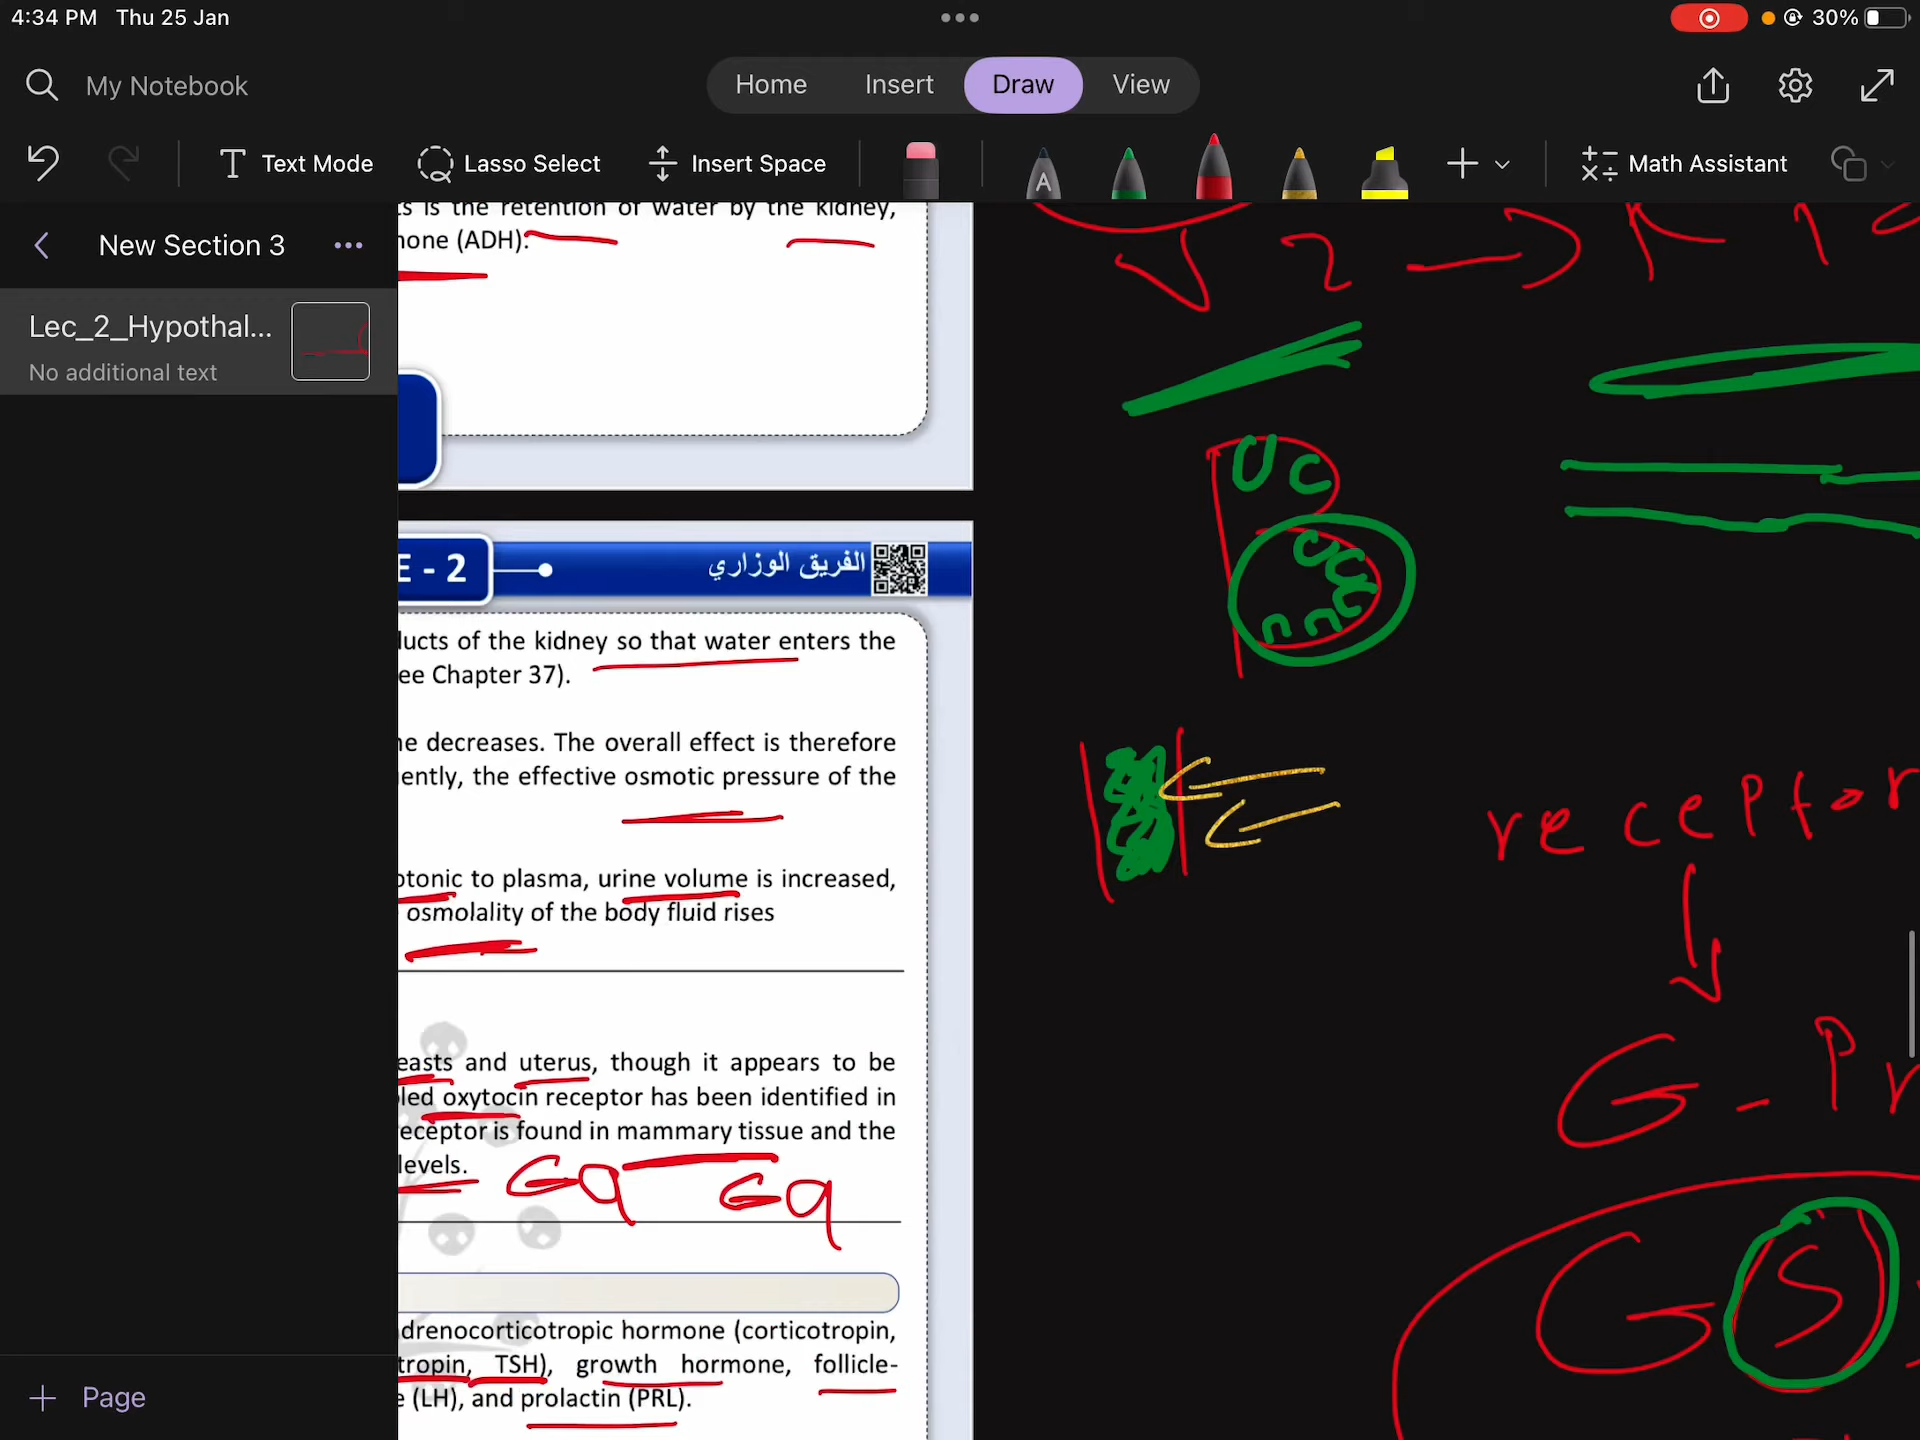 4:34 PM Thu 25 Jan
30%
My Notebook
Home Insert Draw View
Text Mode Lasso Select Insert Space A Math Assistant
New Section 3
Lec_2_Hypothal...
No additional text
Page
ts is the retention of water by the kidney,
mone (ADH).
E - 2
الفريق الوزاري
ducts of the kidney so that water enters the
ee Chapter 37).
ne decreases. The overall effect is therefore
ently, the effective osmotic pressure of the
otonic to plasma, urine volume is increased,
osmolality of the body fluid rises
easts and uterus, though it appears to be
led oxytocin receptor has been identified in
receptor is found in mammary tissue and the
levels.
Gq Gq
drenocorticotropic hormone (corticotropin,
tropin, TSH), growth hormone, follicle-
e (LH), and prolactin (PRL).
V 2
receptor
G - Pr
G S